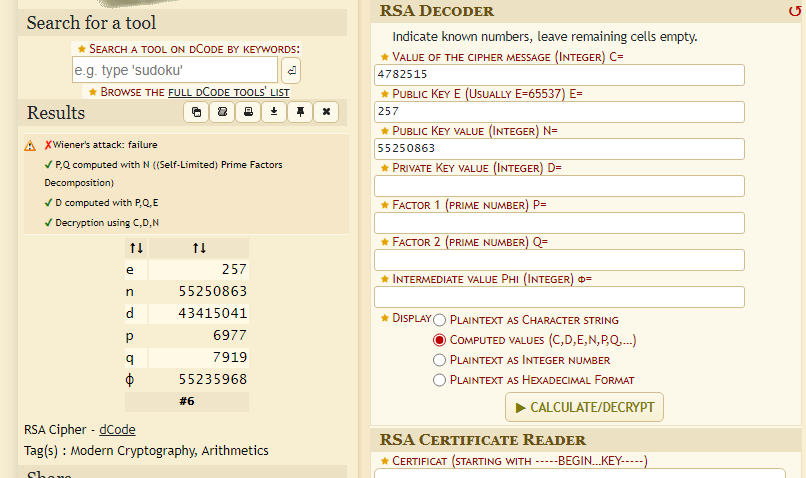 Search for a tool
★ Search a tool on dCode by keywords:
e.g. type 'sudoku'
★ Browse the full dCode tools' list
Results
✗Wiener's attack: failure
✓ P,Q computed with N ((Self-Limited) Prime Factors
Decomposition)
✓ D computed with P,Q,E
✓ Decryption using C,D,N
↑↓ ↑↓
e 257
n 55250863
d 43415041
p 6977
q 7919
ϕ 55235968
#6
RSA Cipher - dCode
Tag(s) : Modern Cryptography, Arithmetics
Share
RSA Decoder
Indicate known numbers, leave remaining cells empty.
★ Value of the cipher message (Integer) C=
4782515
★ Public Key E (Usually E=65537) E=
257
★ Public Key value (Integer) N=
55250863
★ Private Key value (Integer) D=
★ Factor 1 (prime number) P=
★ Factor 2 (prime number) Q=
★ Intermediate value Phi (Integer) Φ=
★ Display Plaintext as Character string
Computed values (C,D,E,N,P,Q,...)
Plaintext as Integer number
Plaintext as Hexadecimal Format
▶ CALCULATE/DECRYPT
RSA Certificate Reader
★ Certificat (starting with -----BEGIN...KEY-----)